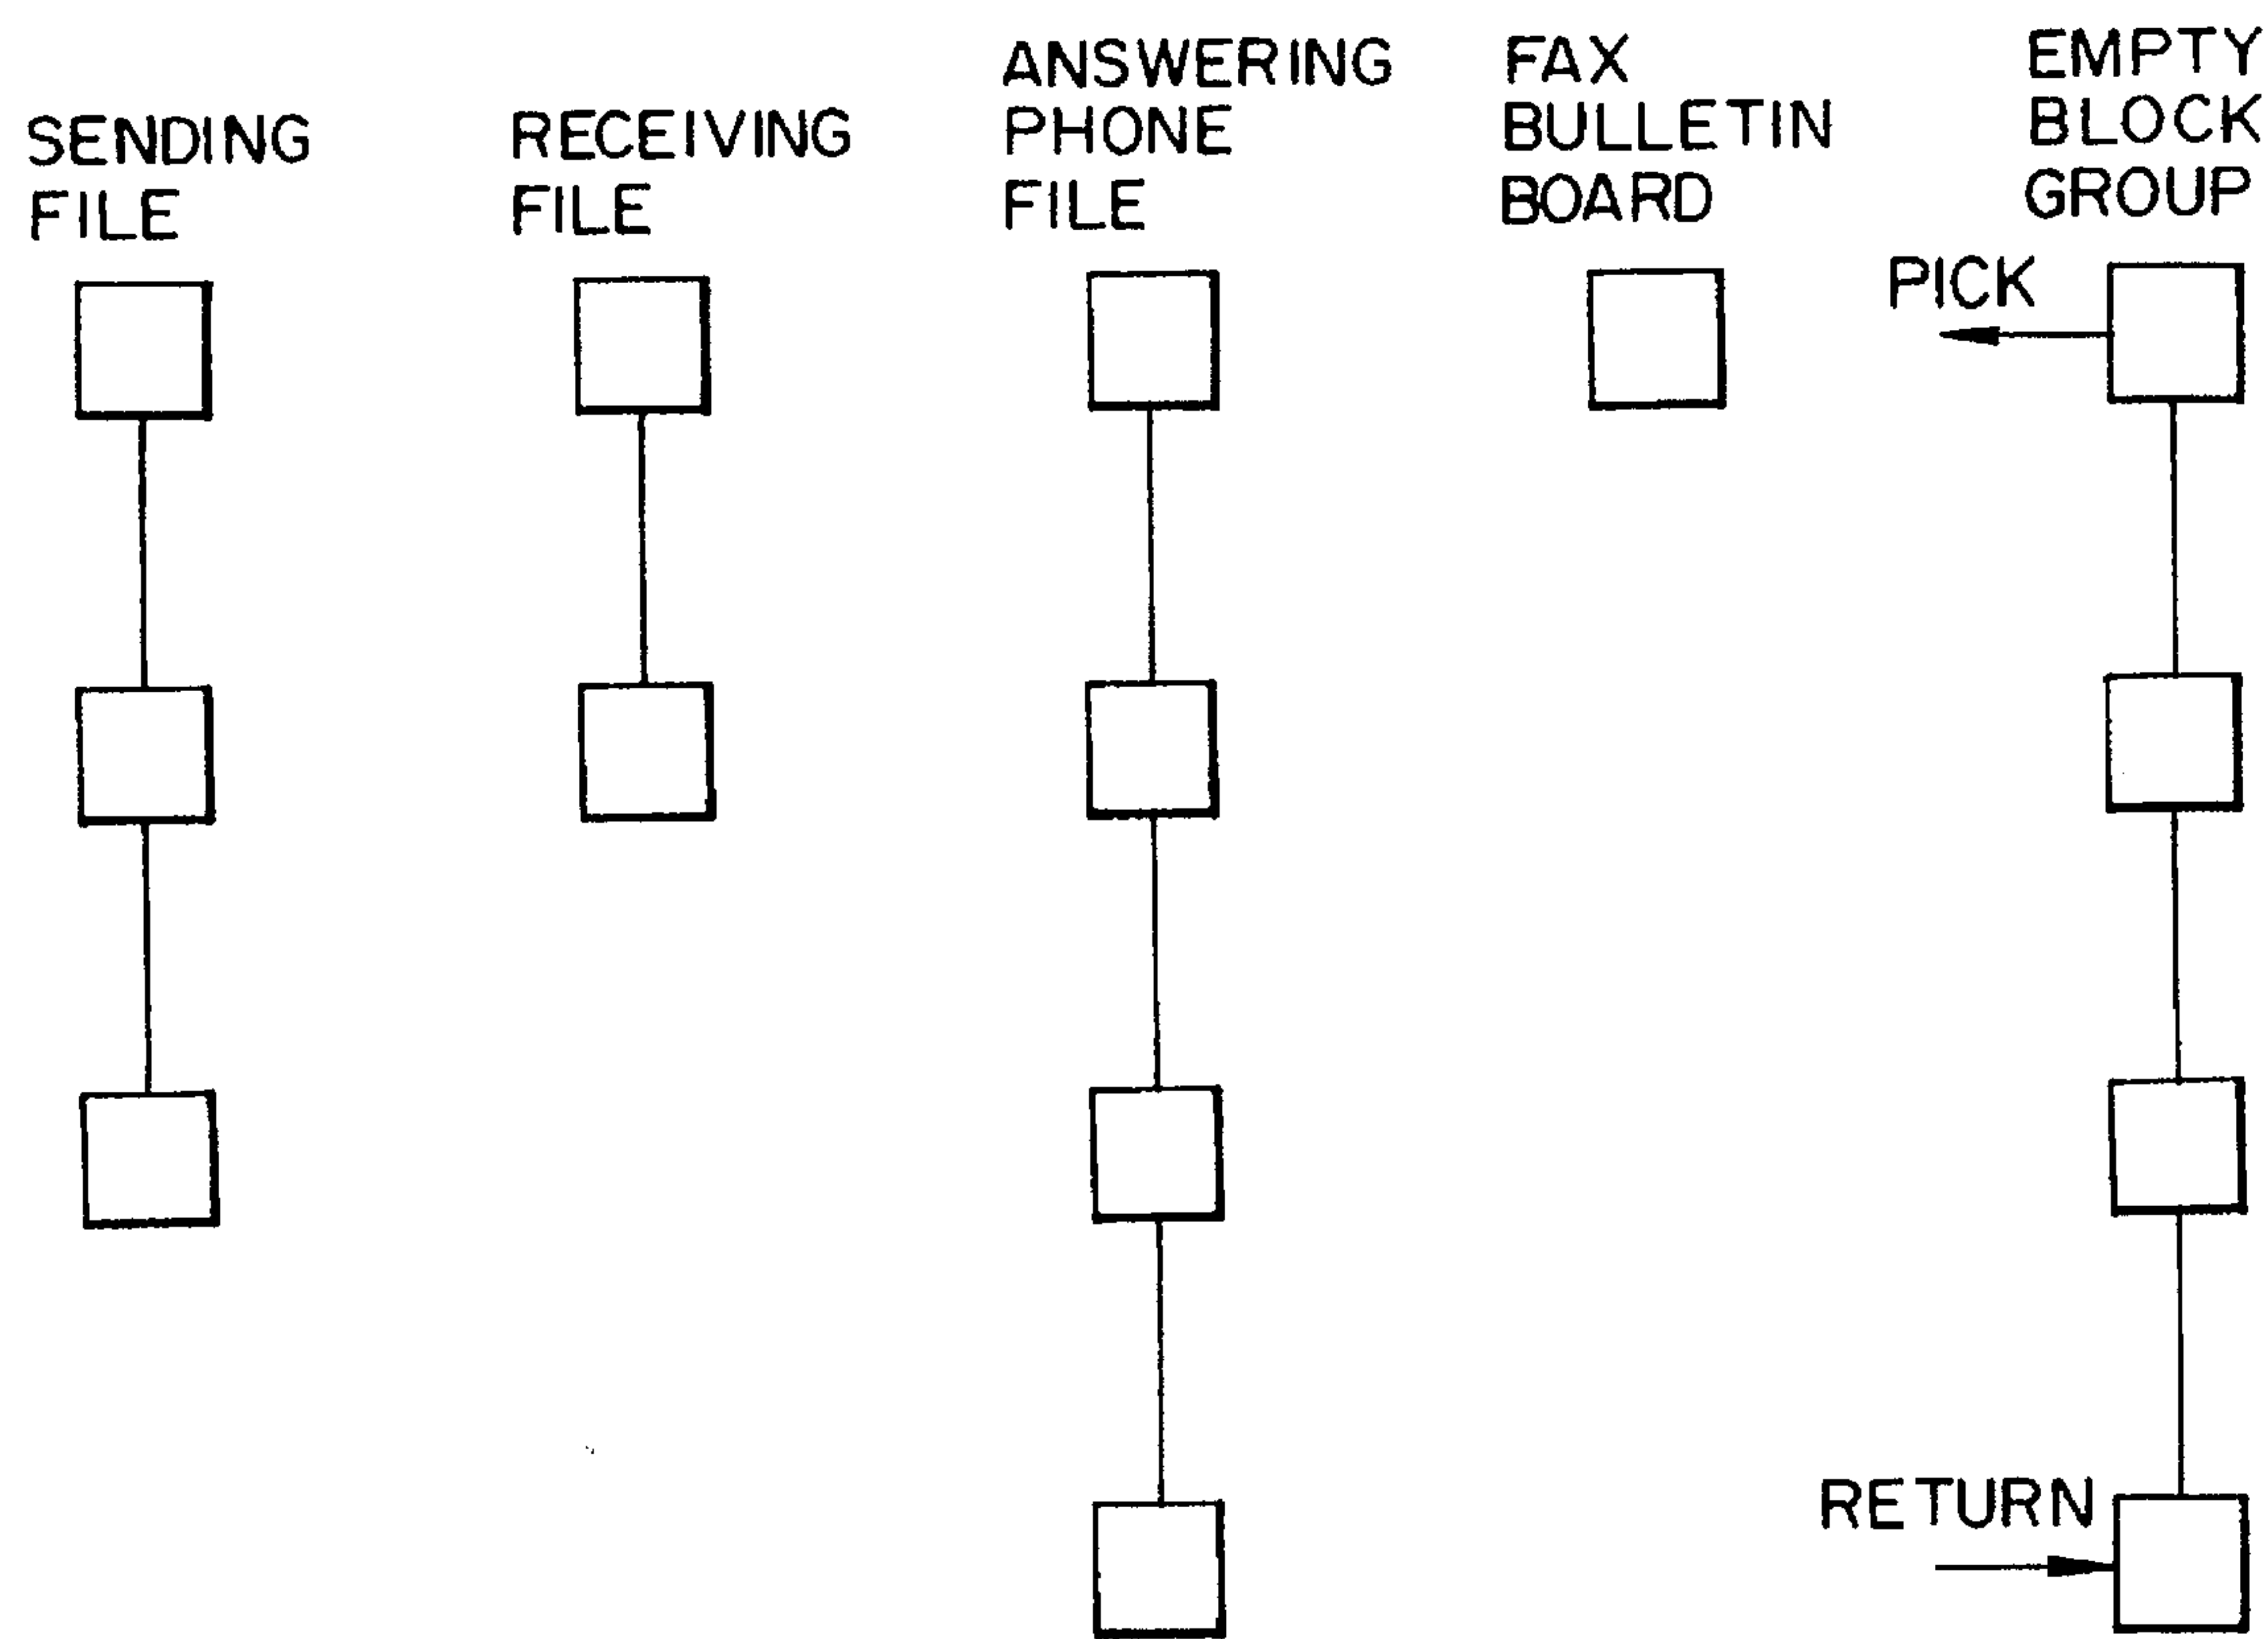 SENDING
FILE
RECEIVING
FILE
ANSWERING
PHONE
FILE
FAX
BULLETIN
BOARD
EMPTY
BLOCK
GROUP
PICK
RETURN